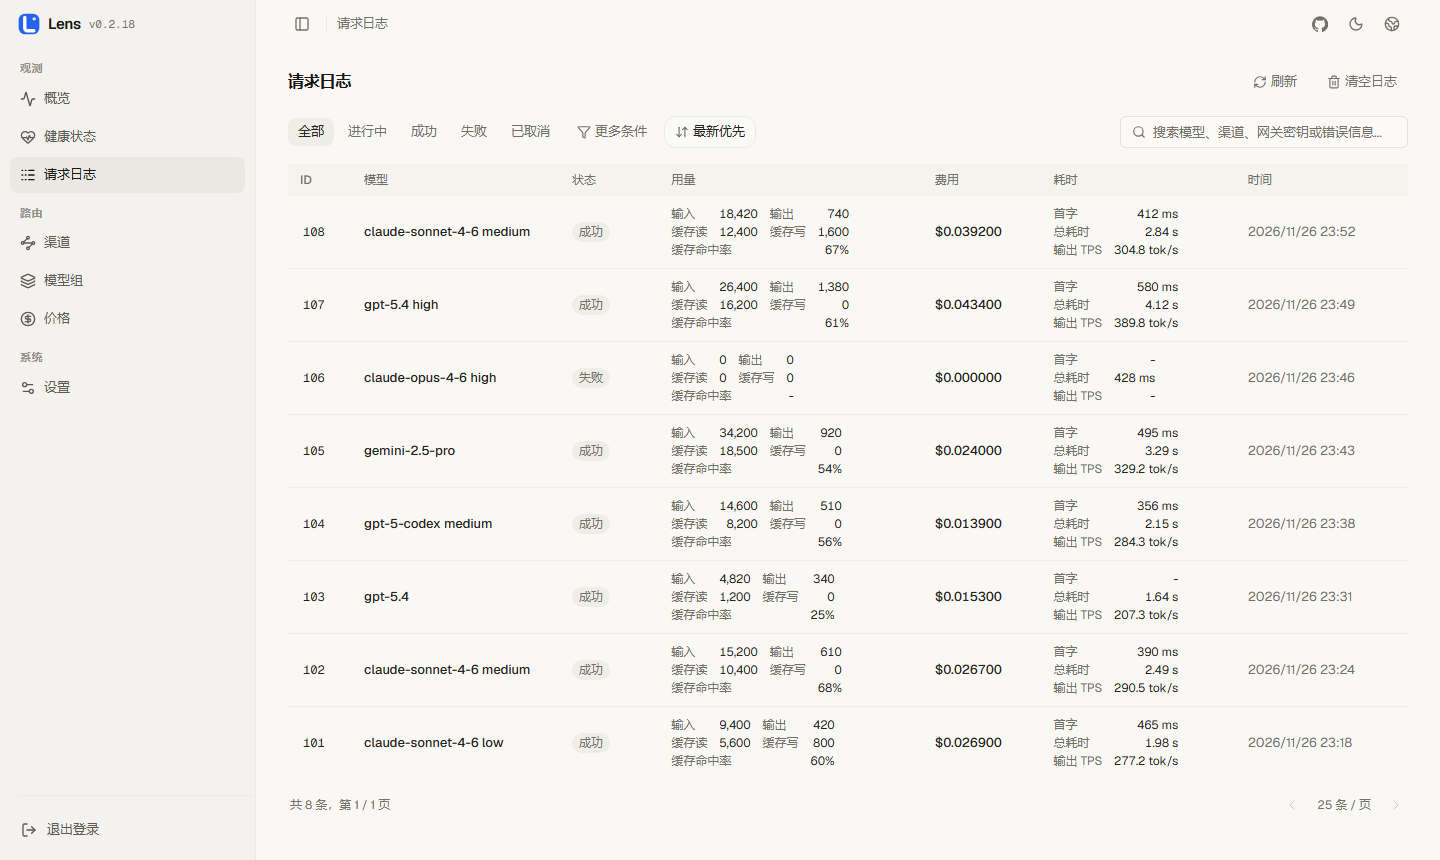 Lens v0.2.18
观测
概览
健康状态
请求日志
路由
渠道
模型组
价格
系统
设置
退出登录
请求日志
请求日志
刷新 清空日志
全部 进行中 成功 失败 已取消 更多条件 最新优先
搜索模型、渠道、网关密钥或错误信息...
ID 模型 状态 用量 费用 耗时 时间
108 claude-sonnet-4-6 medium 成功 $0.039200 2026/11/26 23:52
输入 18,420 输出 740 首字 412 ms
缓存读 12,400 缓存写 1,600 总耗时 2.84 s
缓存命中率 67% 输出 TPS 304.8 tok/s
107 gpt-5.4 high 成功 $0.043400 2026/11/26 23:49
输入 26,400 输出 1,380 首字 580 ms
缓存读 16,200 缓存写 0 总耗时 4.12 s
缓存命中率 61% 输出 TPS 389.8 tok/s
106 claude-opus-4-6 high 失败 $0.000000 2026/11/26 23:46
输入 0 输出 0 首字 -
缓存读 0 缓存写 0 总耗时 428 ms
缓存命中率 - 输出 TPS -
105 gemini-2.5-pro 成功 $0.024000 2026/11/26 23:43
输入 34,200 输出 920 首字 495 ms
缓存读 18,500 缓存写 0 总耗时 3.29 s
缓存命中率 54% 输出 TPS 329.2 tok/s
104 gpt-5-codex medium 成功 $0.013900 2026/11/26 23:38
输入 14,600 输出 510 首字 356 ms
缓存读 8,200 缓存写 0 总耗时 2.15 s
缓存命中率 56% 输出 TPS 284.3 tok/s
103 gpt-5.4 成功 $0.015300 2026/11/26 23:31
输入 4,820 输出 340 首字 -
缓存读 1,200 缓存写 0 总耗时 1.64 s
缓存命中率 25% 输出 TPS 207.3 tok/s
102 claude-sonnet-4-6 medium 成功 $0.026700 2026/11/26 23:24
输入 15,200 输出 610 首字 390 ms
缓存读 10,400 缓存写 0 总耗时 2.49 s
缓存命中率 68% 输出 TPS 290.5 tok/s
101 claude-sonnet-4-6 low 成功 $0.026900 2026/11/26 23:18
输入 9,400 输出 420 首字 465 ms
缓存读 5,600 缓存写 800 总耗时 1.98 s
缓存命中率 60% 输出 TPS 277.2 tok/s
共 8 条，第 1 / 1 页
25 条 / 页